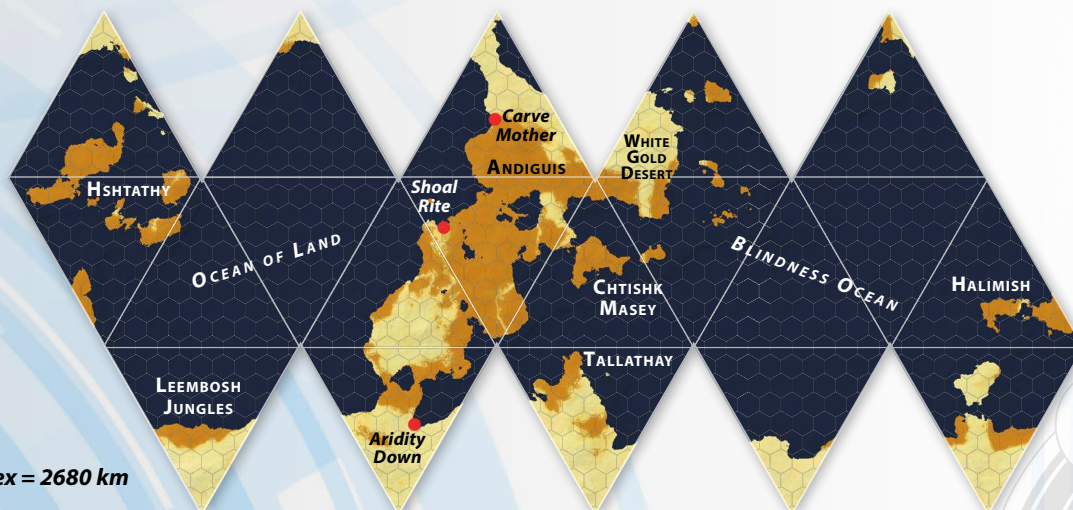 Carve
Mother
ANDIGUIS
WHITE
GOLD
DESERT
HSHTATHY
Shoal
Rite
OCEAN OF LAND
BLINDNESS OCEAN
CHTISHK
MASEY
HALIMISH
TALLATHAY
LEEMBOSH
JUNGLES
Aridity
Down
ex = 2680 km